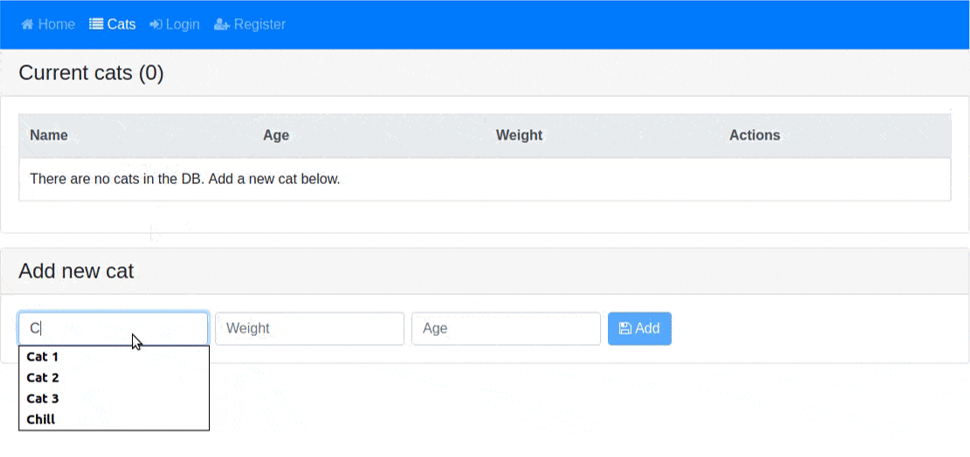 Home Cats Login Register
Current cats (0)
Name Age Weight Actions
There are no cats in the DB. Add a new cat below.
Add new cat
C Weight Age Add
Cat 1
Cat 2
Cat 3
Chill